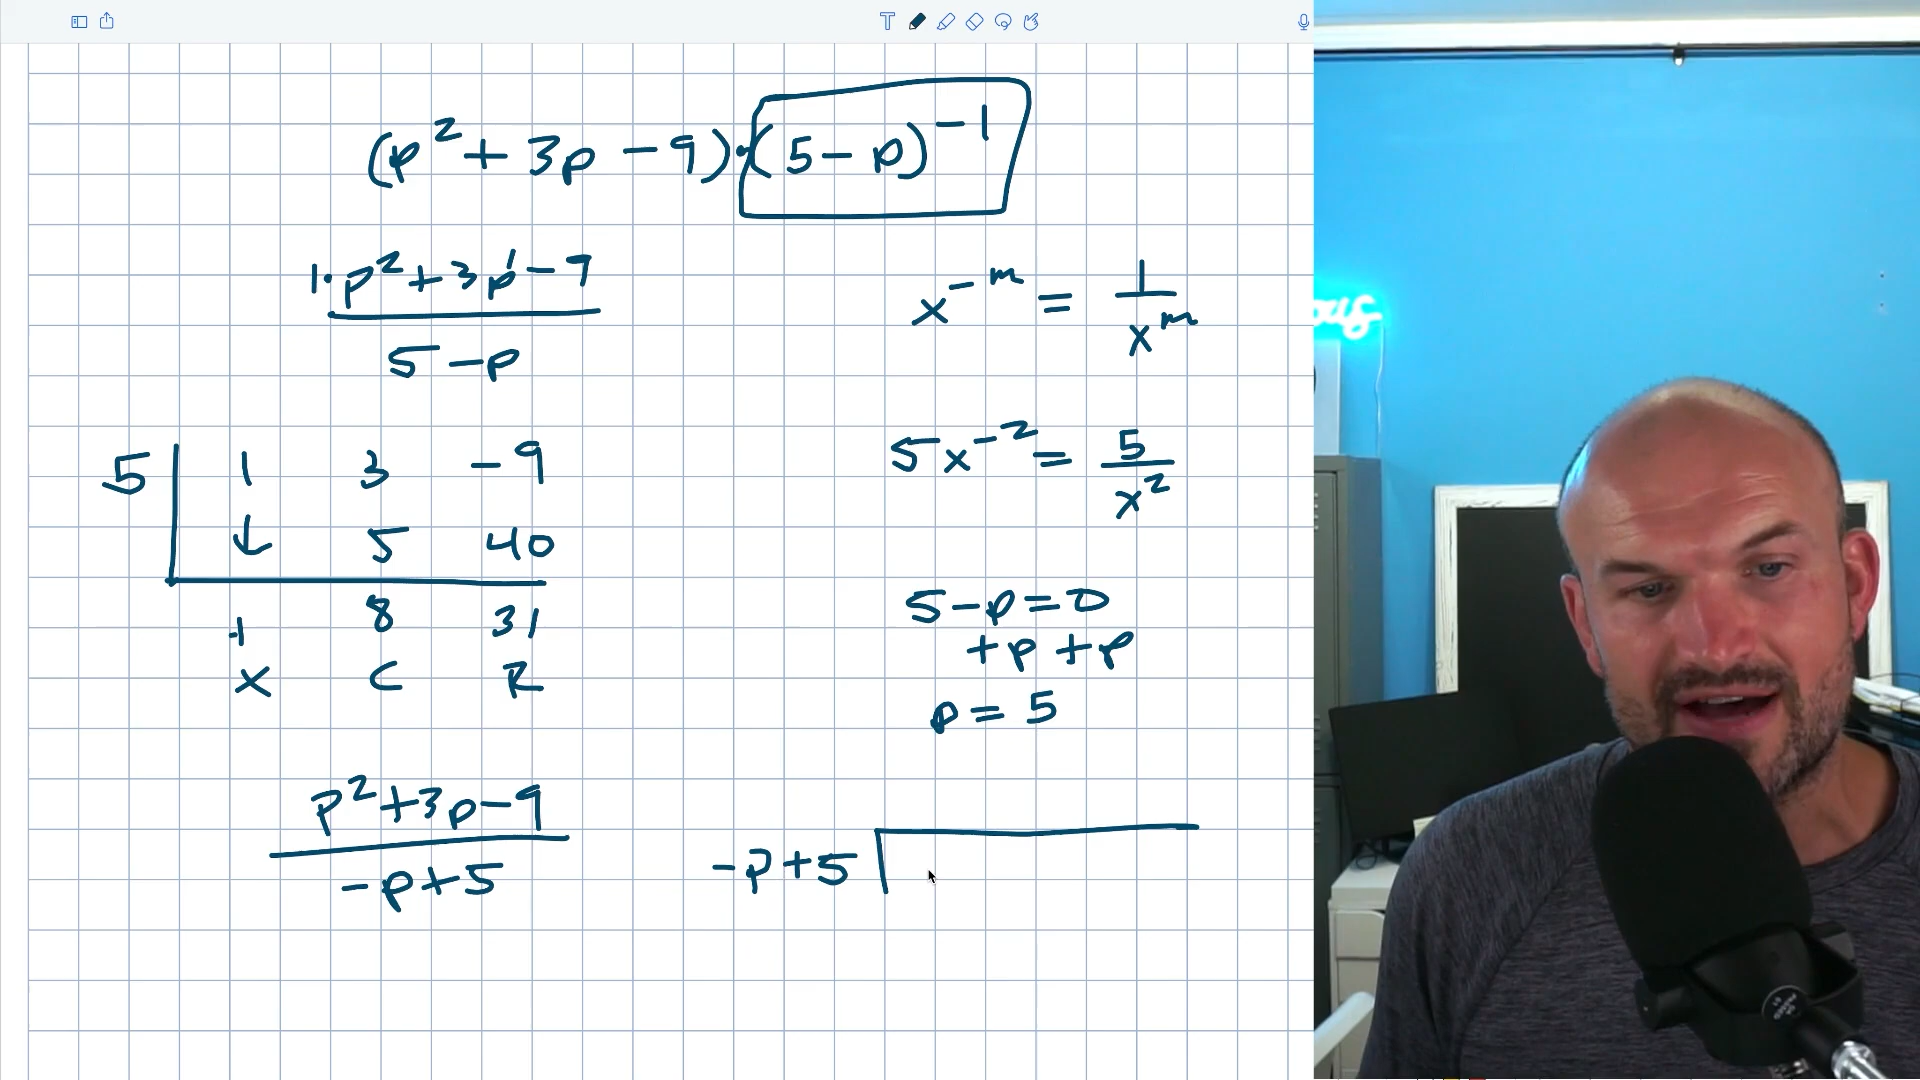 (p² + 3p − 9)·(5 − p)⁻¹
1·p² + 3p¹ − 9
5 − p
x⁻ᵐ = 1/xᵐ
5 | 1 3 −9
↓ 5 40
1 8 31
x C R
5x⁻² = 5/x²
5 − p = 0
+p +p
p = 5
p² + 3p − 9
−p + 5
−p + 5